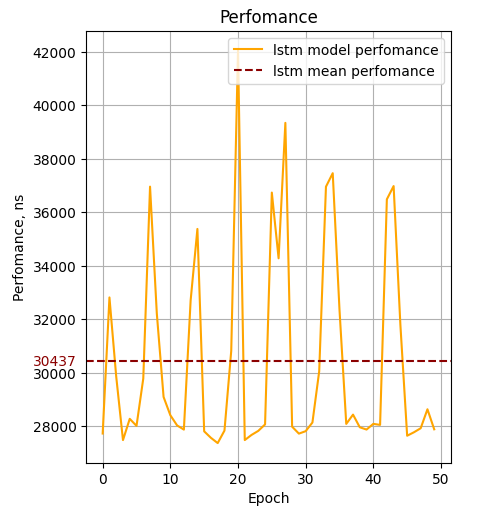 Perfomance
lstm model perfomance
lstm mean perfomance
Perfomance, ns
42000
40000
38000
36000
34000
32000
30437
30000
28000
0 10 20 30 40 50
Epoch